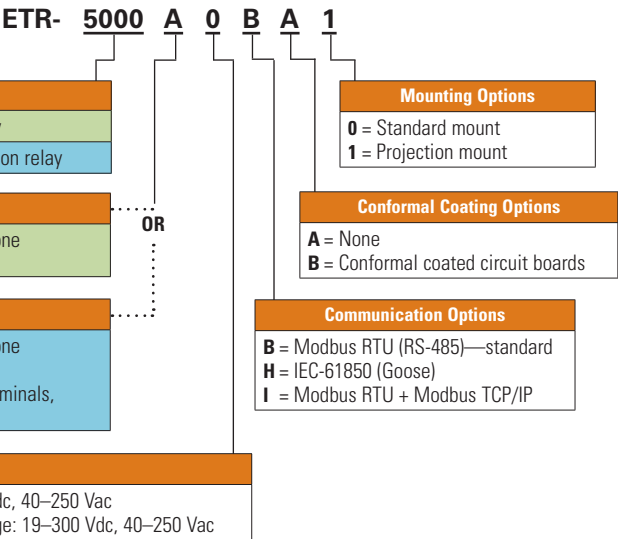 ETR- 5000 A 0 B A 1
Mounting Options
0 = Standard mount
1 = Projection mount
on relay
OR
Conformal Coating Options
A = None
B = Conformal coated circuit boards
one
Communication Options
B = Modbus RTU (RS-485)—standard
H = IEC-61850 (Goose)
I = Modbus RTU + Modbus TCP/IP
one
minals,
dc, 40–250 Vac
ge: 19–300 Vdc, 40–250 Vac